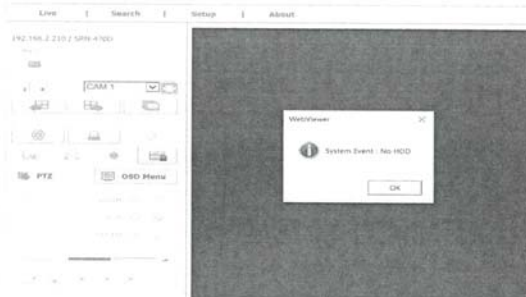 Live | Search | Setup | About
192.168.2.210 / SRN-470D
CAM 1
WebViewer
System Event : No HDD
OK
PTZ
OSD Menu